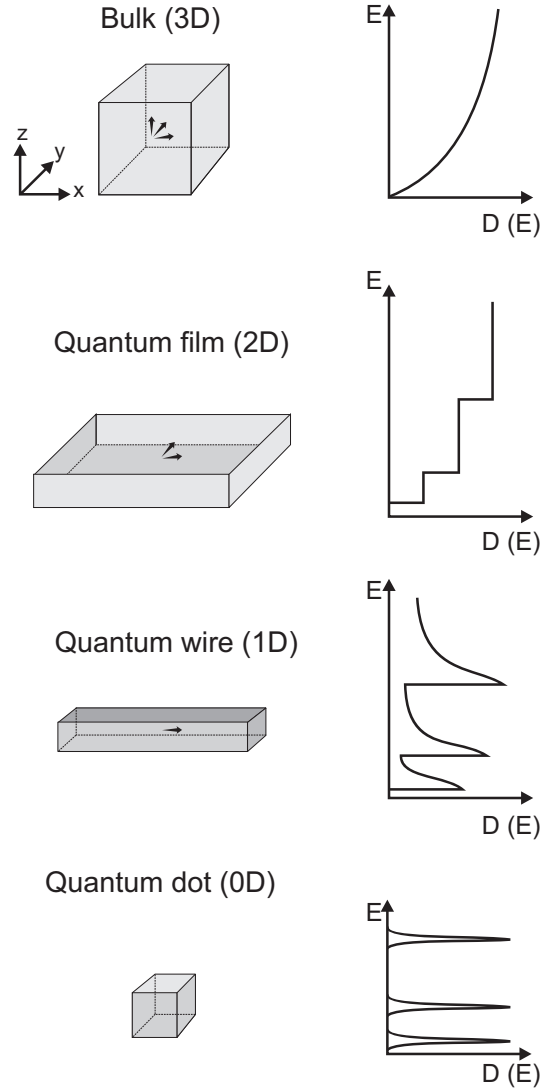 Bulk (3D)
E
z
y
x
D (E)
Quantum film (2D)
E
D (E)
Quantum wire (1D)
E
D (E)
Quantum dot (0D)
E
D (E)